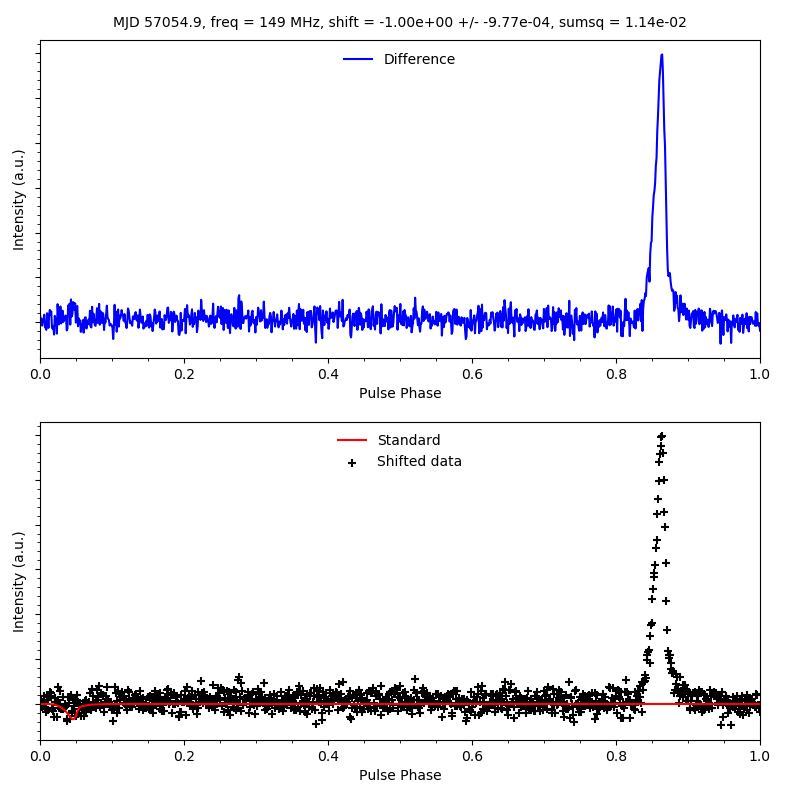 MJD 57054.9, freq = 149 MHz, shift = -1.00e+00 +/- -9.77e-04, sumsq = 1.14e-02
Difference
Intensity (a.u.)
0.0 0.2 0.4 0.6 0.8 1.0
Pulse Phase
Standard
Shifted data
Intensity (a.u.)
0.0 0.2 0.4 0.6 0.8 1.0
Pulse Phase